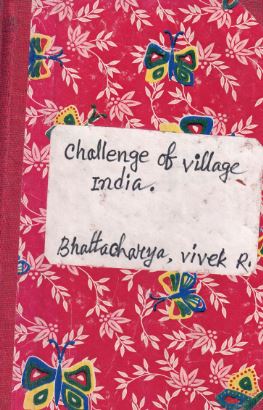 Challenge of village
India.
Bhattacharya, vivek R.